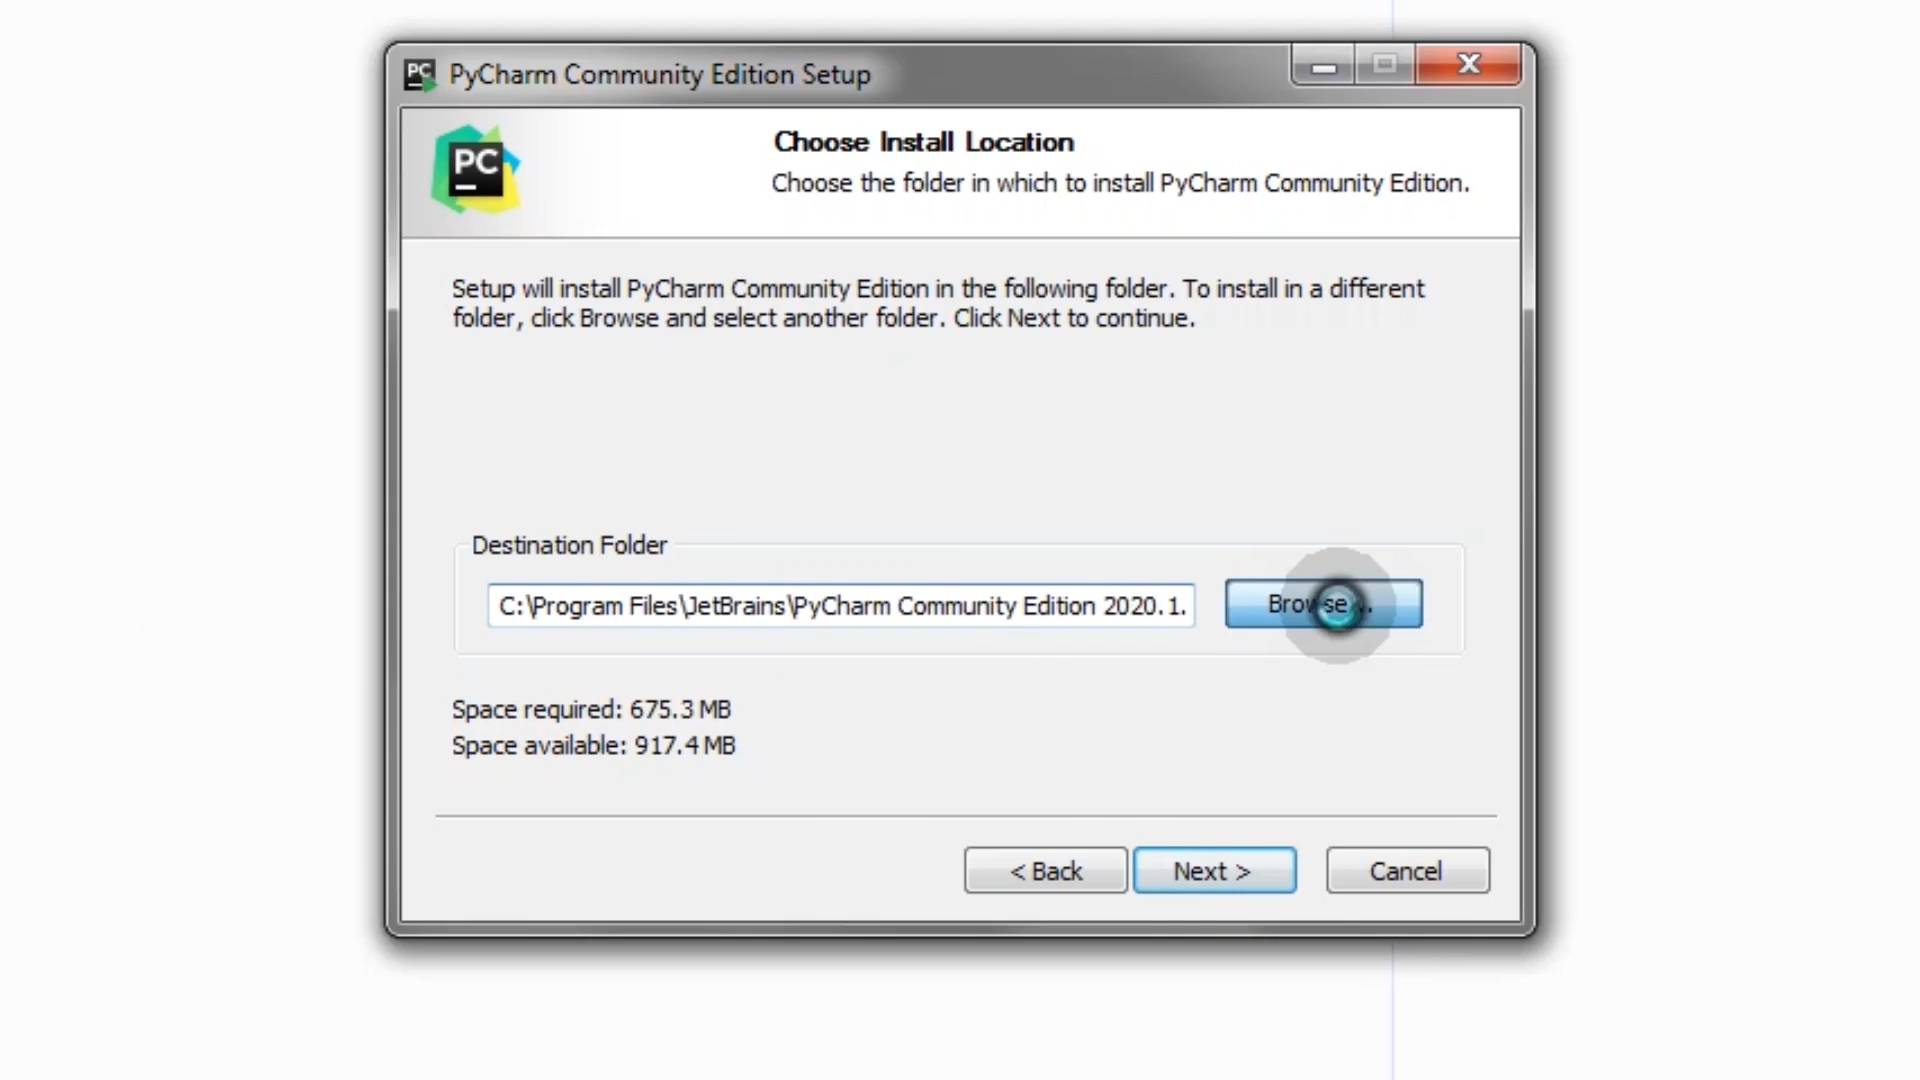 PC PyCharm Community Edition Setup
PC
Choose Install Location
Choose the folder in which to install PyCharm Community Edition.
Setup will install PyCharm Community Edition in the following folder. To install in a different
folder, click Browse and select another folder. Click Next to continue.
Destination Folder
C:\Program Files\JetBrains\PyCharm Community Edition 2020.1.
Browse...
Space required: 675.3 MB
Space available: 917.4 MB
< Back
Next >
Cancel